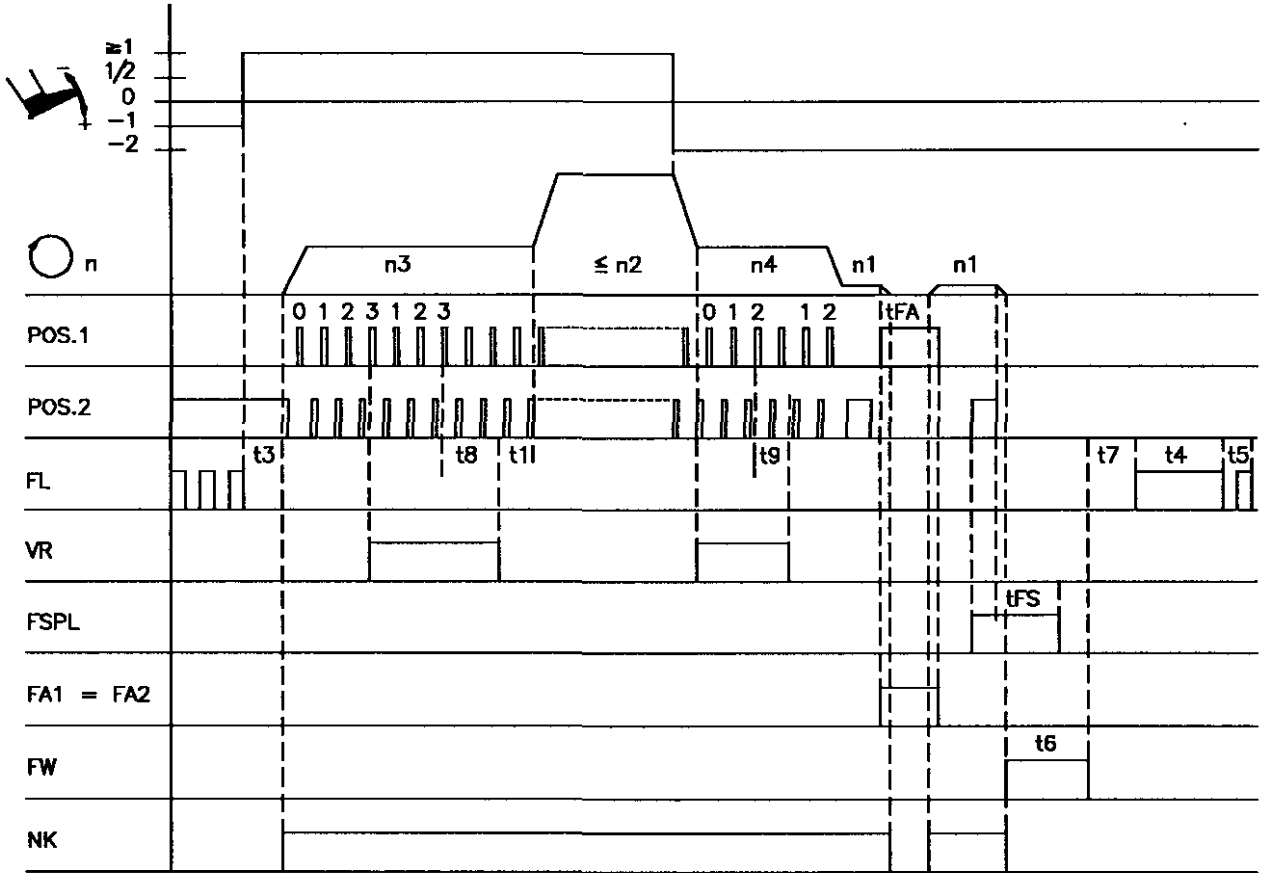 ≧1
1/2
0
-1
-2
-
+
n
n3
≦ n2
n4
n1
n1
0 1 2 3 1 2 3
0 1 2 1 2
tFA
POS.1
POS.2
t3
t8
t1
t9
t7
t4
t5
FL
VR
tFS
FSPL
FA1 = FA2
t6
FW
NK